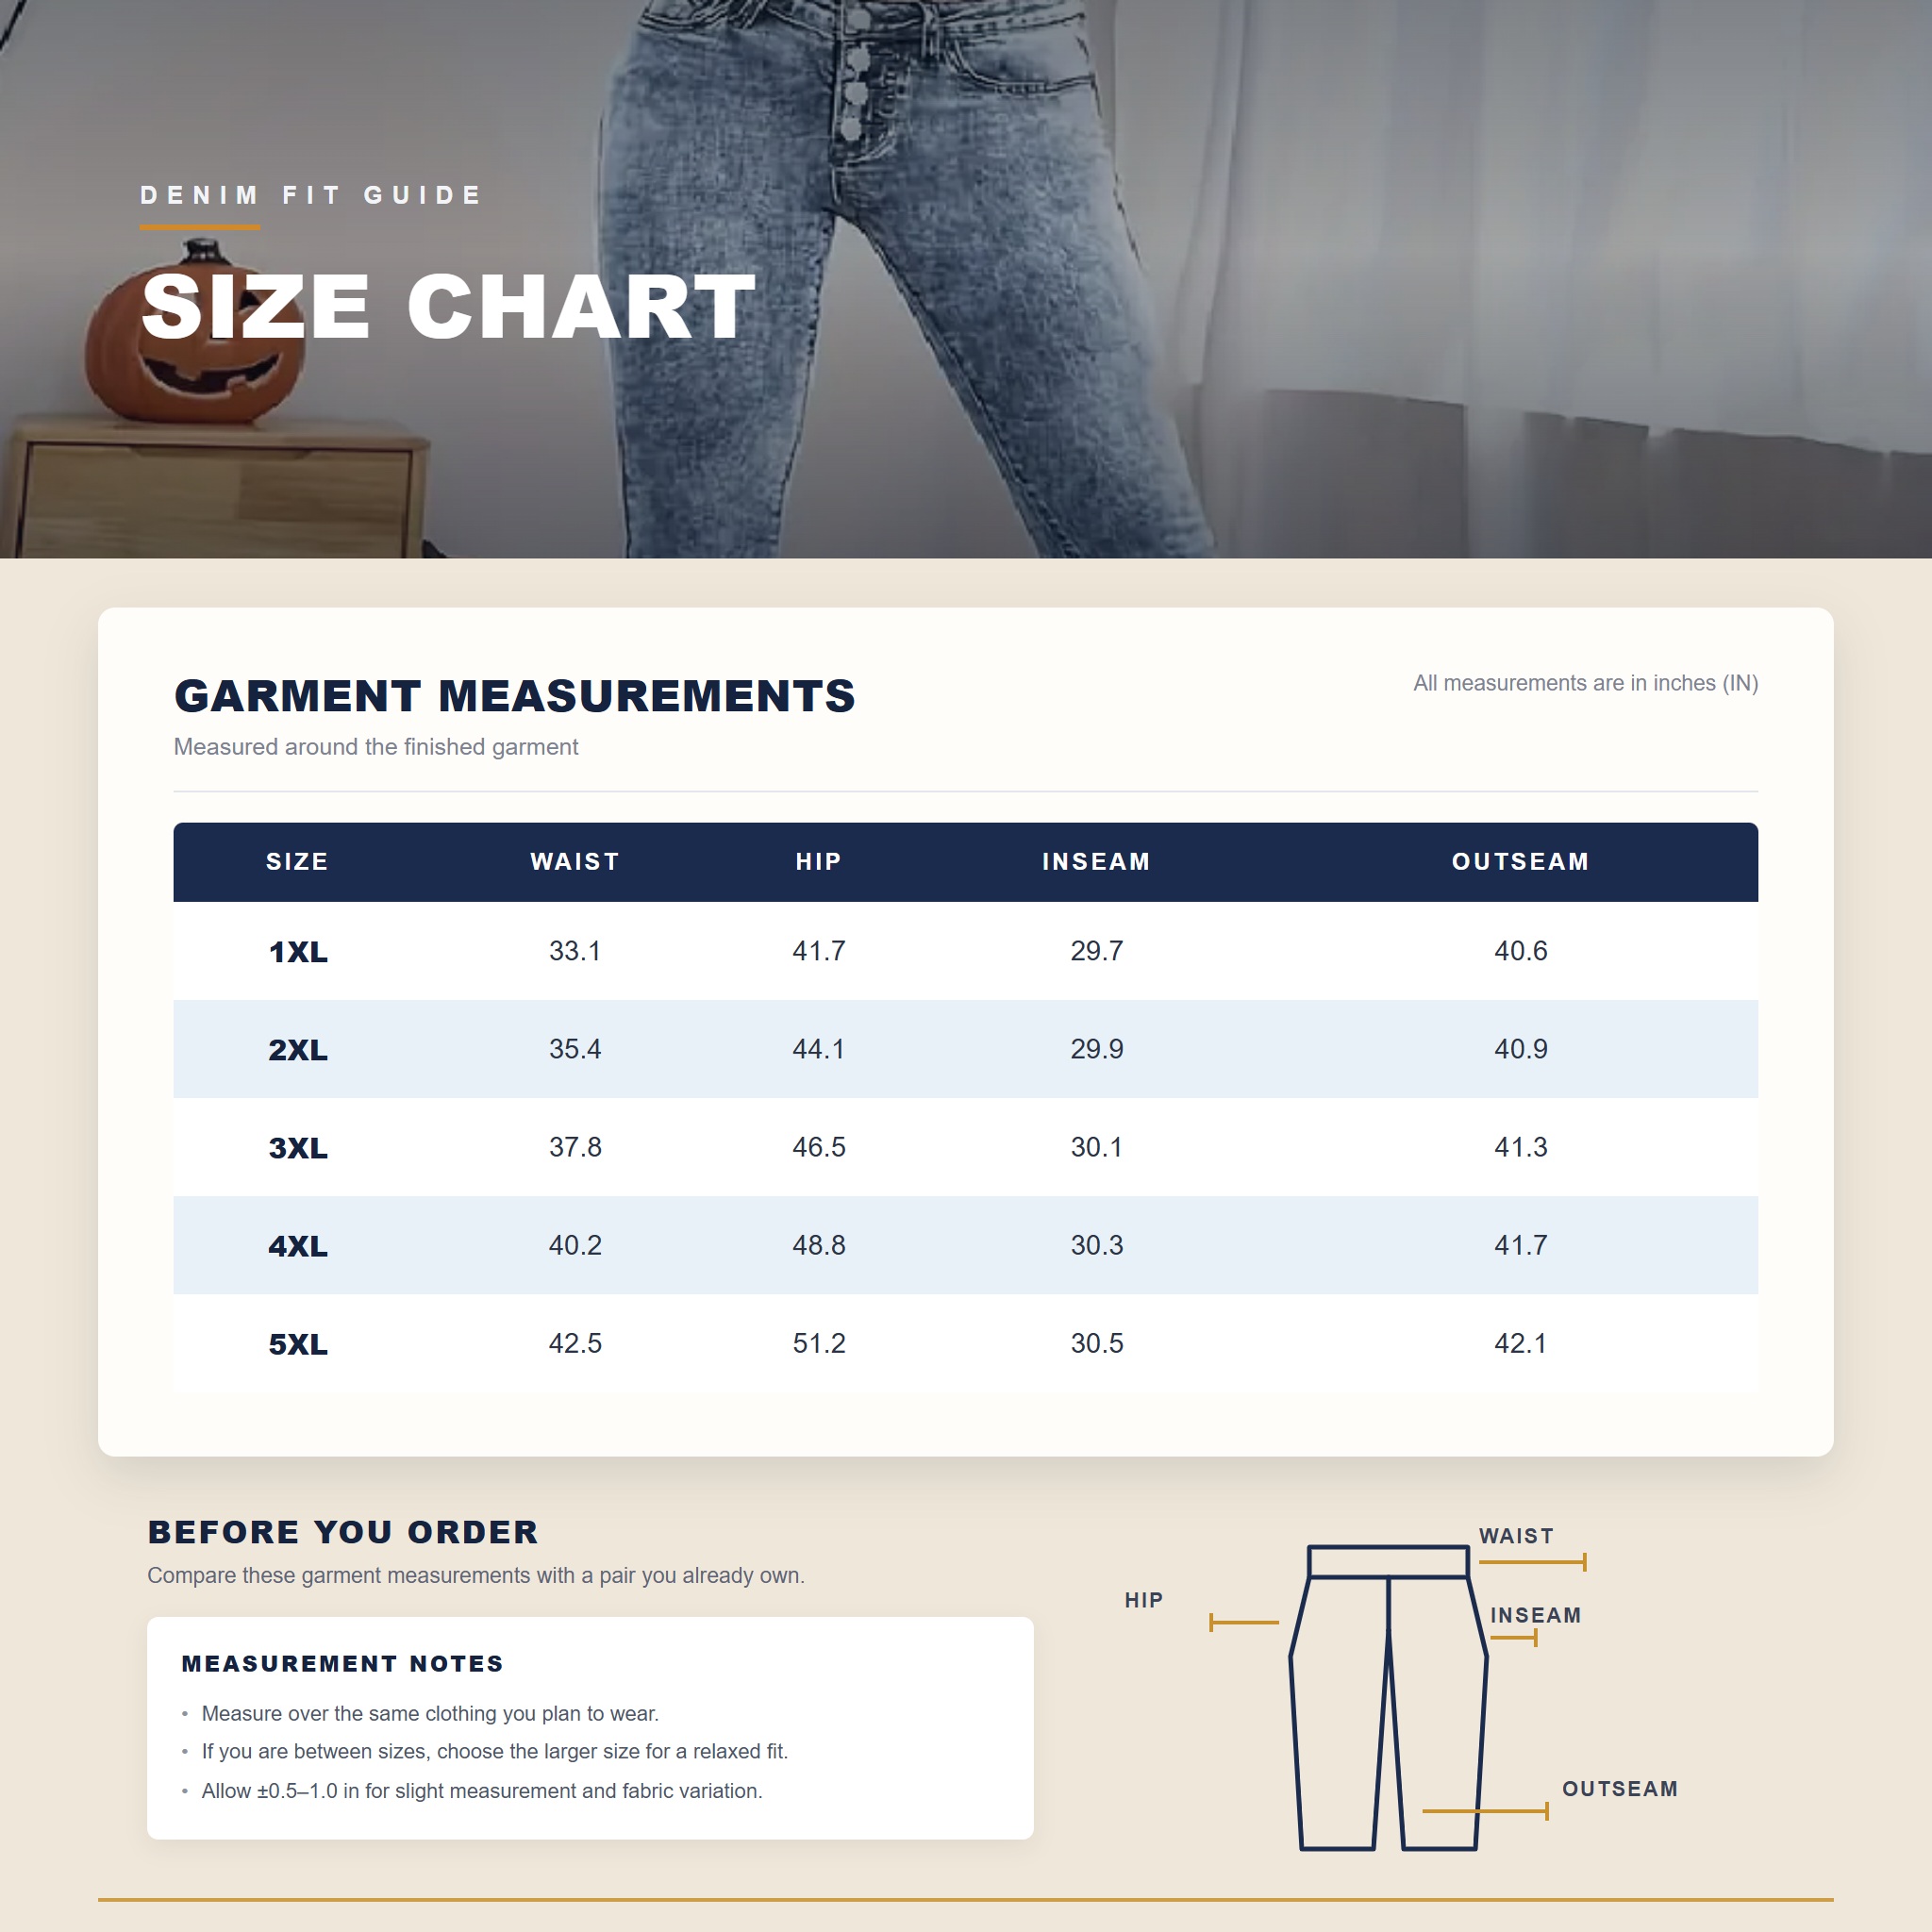 DENIM FIT GUIDE
SIZE CHART
GARMENT MEASUREMENTS
All measurements are in inches (IN)
Measured around the finished garment
SIZE WAIST HIP INSEAM OUTSEAM
1XL 33.1 41.7 29.7 40.6
2XL 35.4 44.1 29.9 40.9
3XL 37.8 46.5 30.1 41.3
4XL 40.2 48.8 30.3 41.7
5XL 42.5 51.2 30.5 42.1
BEFORE YOU ORDER
Compare these garment measurements with a pair you already own.
MEASUREMENT NOTES
• Measure over the same clothing you plan to wear.
• If you are between sizes, choose the larger size for a relaxed fit.
• Allow ±0.5–1.0 in for slight measurement and fabric variation.
WAIST
HIP
INSEAM
OUTSEAM